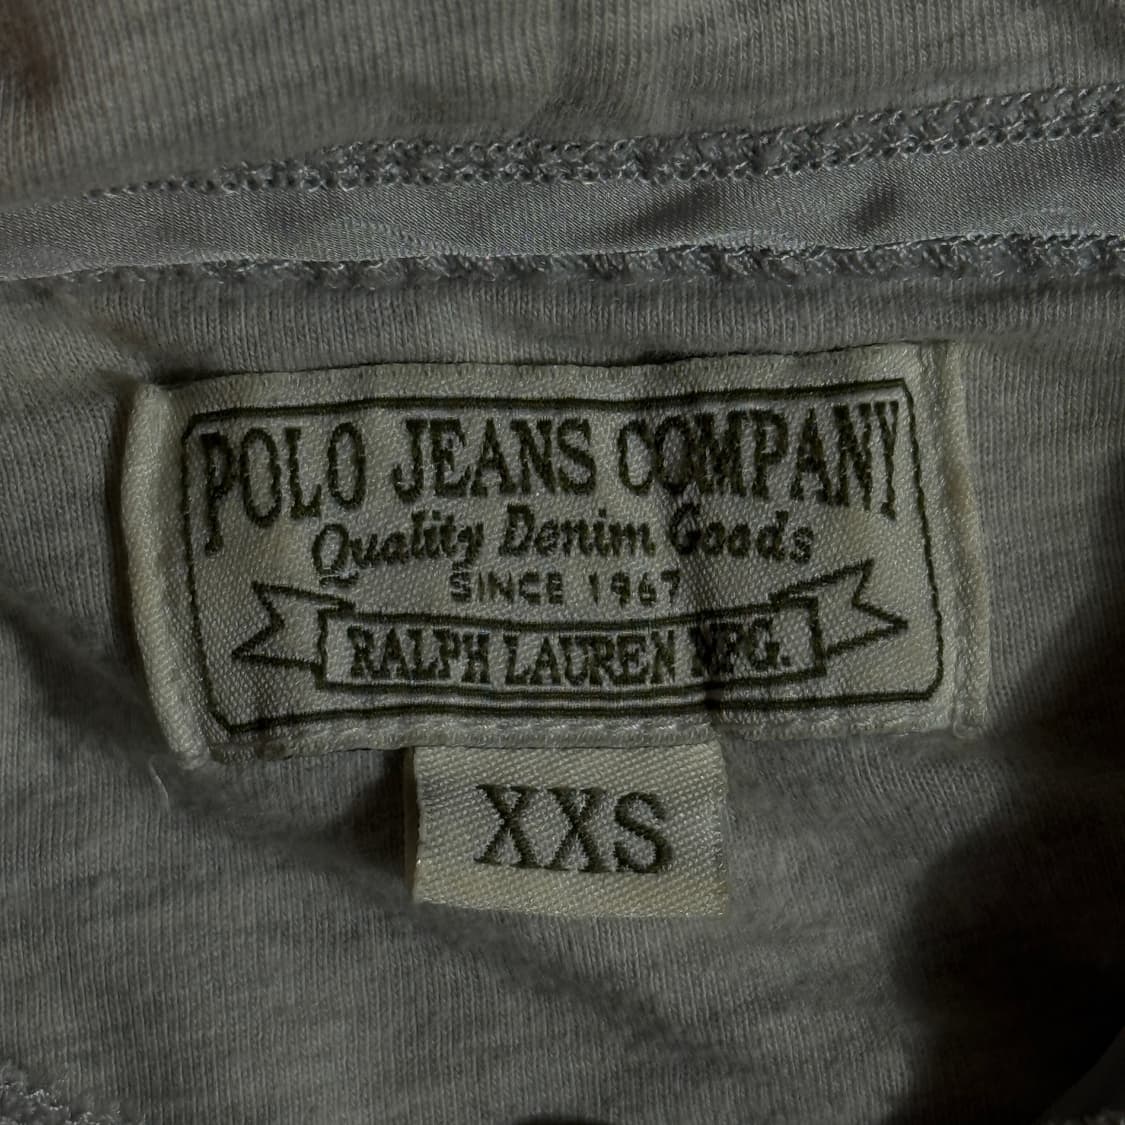 POLO JEANS COMPANY
Quality Denim Goods
SINCE 1967
RALPH LAUREN MFG.
XXS